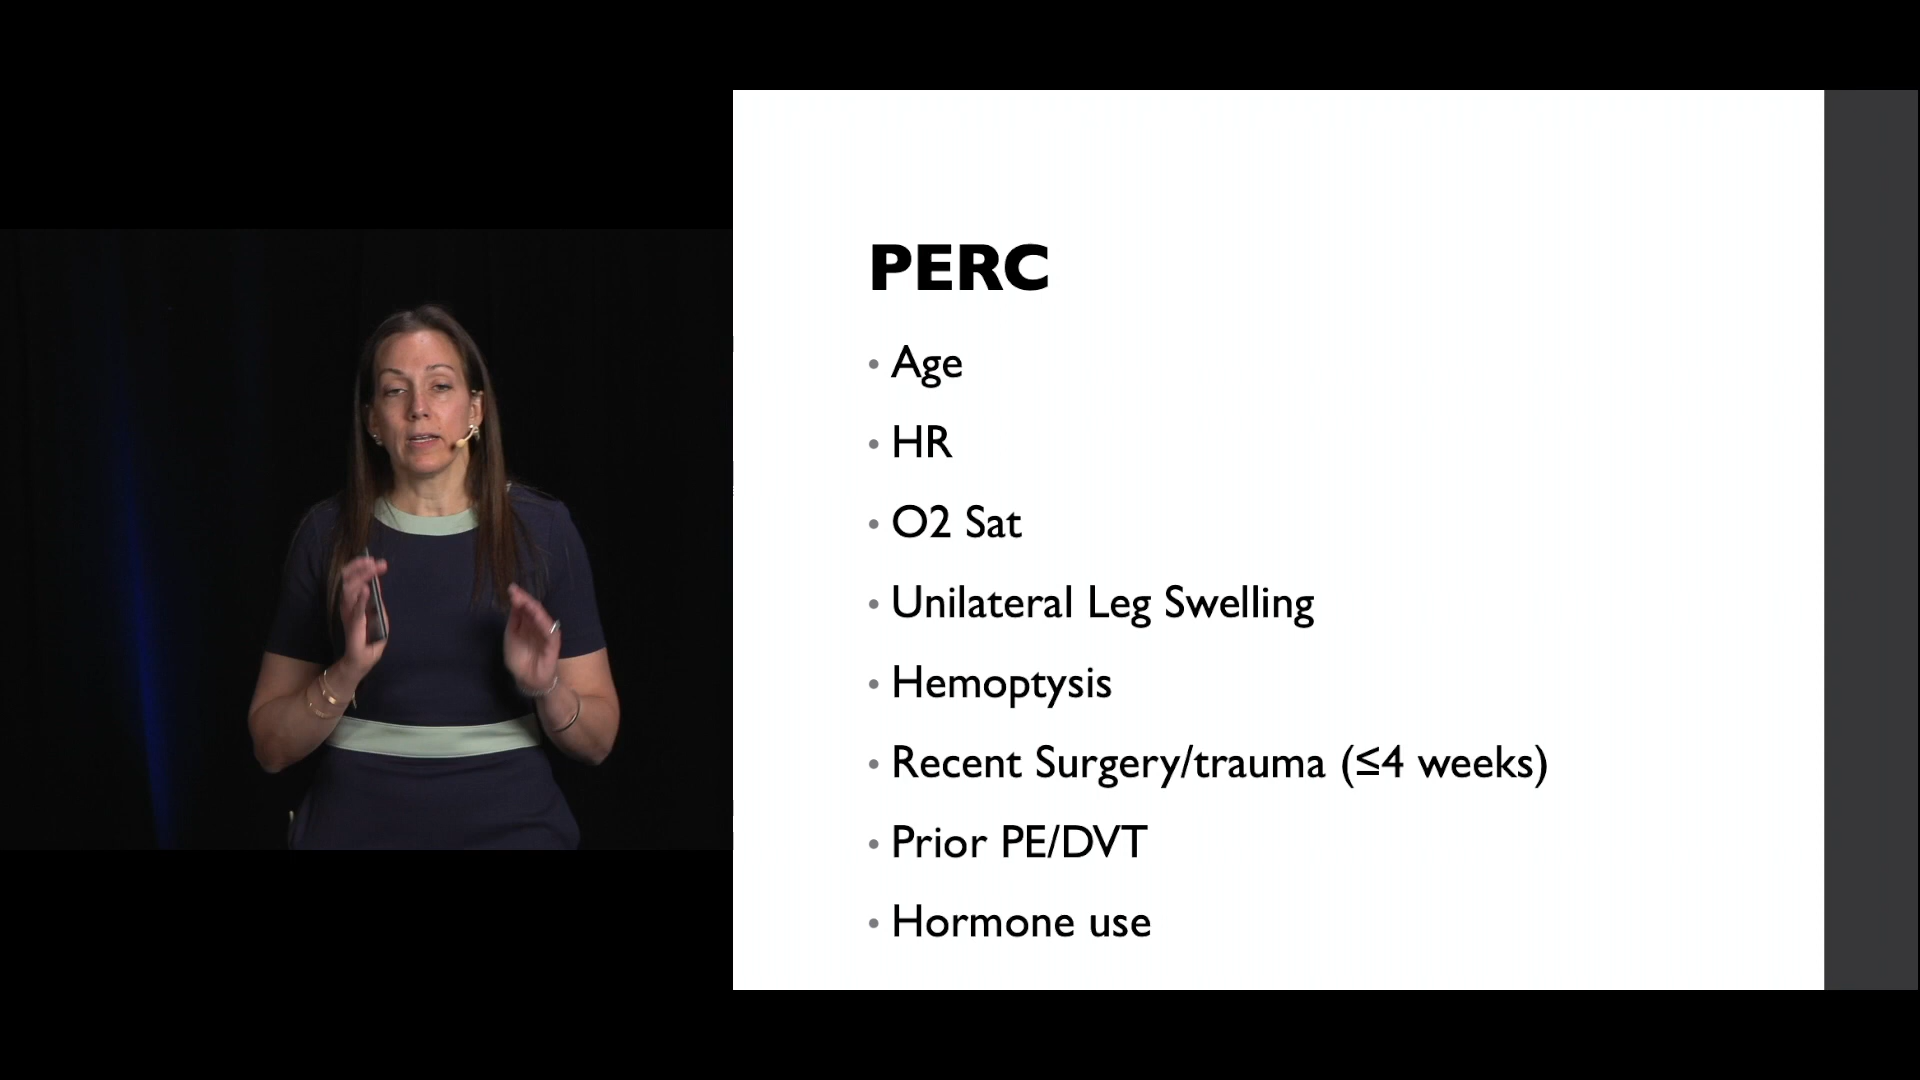 PERC
• Age
• HR
• O2 Sat
• Unilateral Leg Swelling
• Hemoptysis
• Recent Surgery/trauma (≤4 weeks)
• Prior PE/DVT
• Hormone use